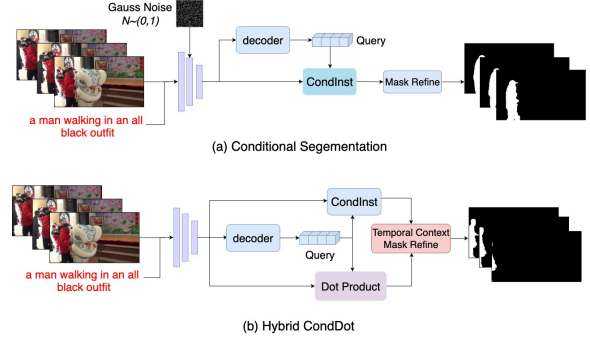 Gauss Noise
N~(0,1)
decoder
Query
CondInst
Mask Refine
a man walking in an all
black outfit
(a) Conditional Segementation
CondInst
decoder
Query
Temporal Context
Mask Refine
Dot Product
a man walking in an all
black outfit
(b) Hybrid CondDot